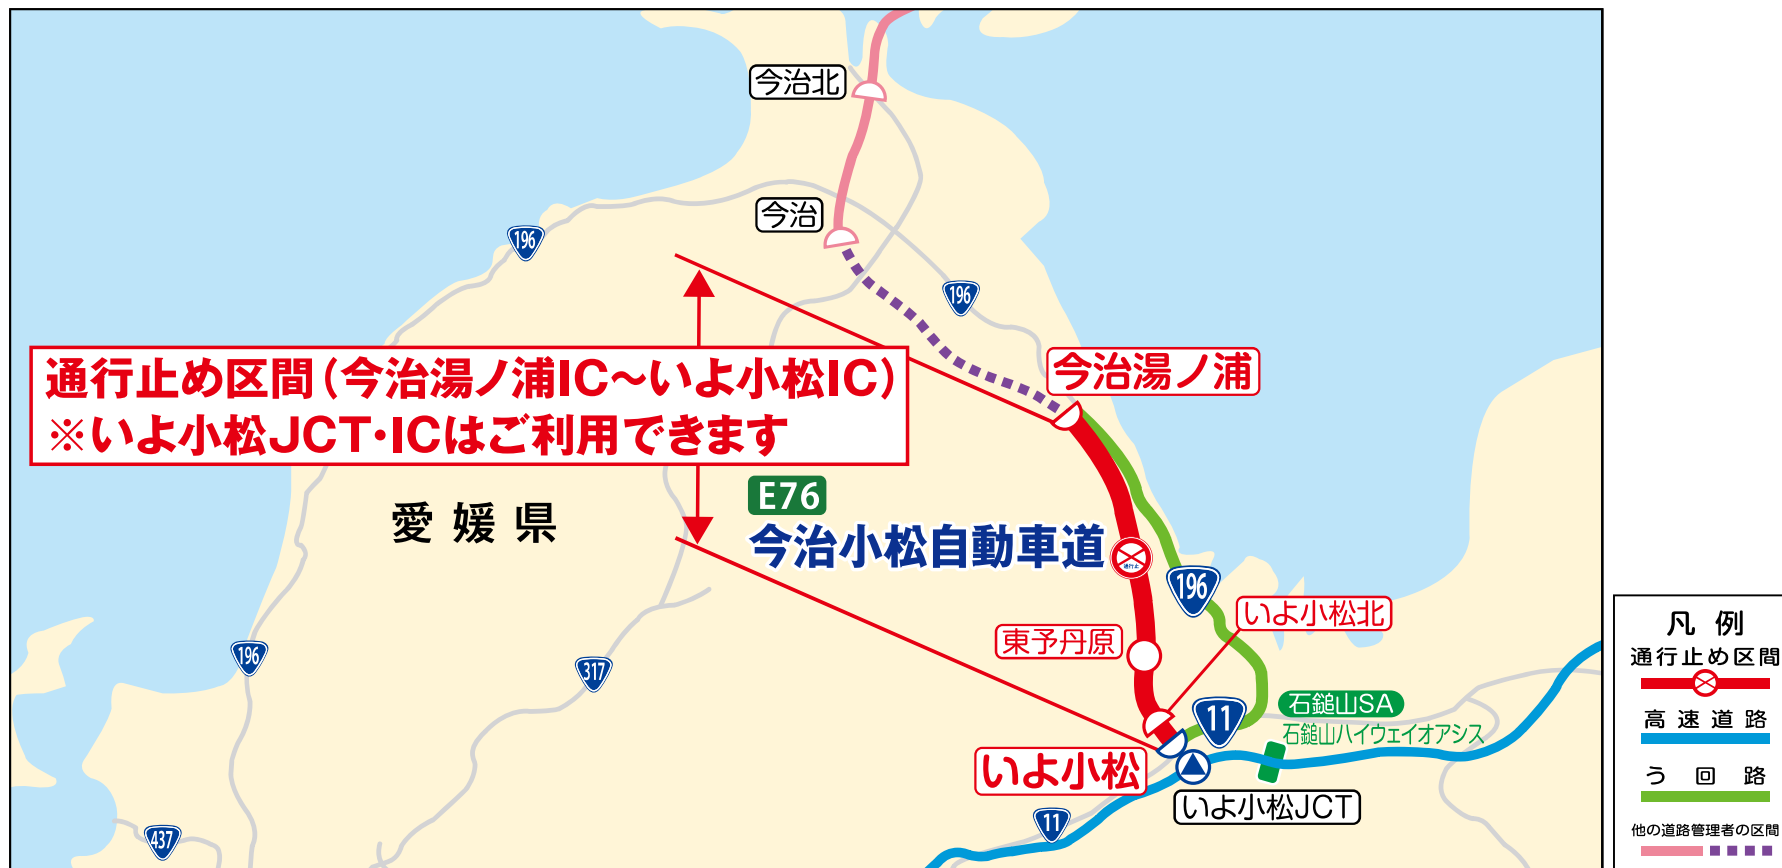 今治北
今治
196
196
通行止め区間(今治湯ノ浦IC~いよ小松IC)
※いよ小松JCT・ICはご利用できます
今治湯ノ浦
E76
今治小松自動車道
愛媛県
通行止
196
いよ小松北
東予丹原
196
317
11
石鎚山SA
石鎚山ハイウェイオアシス
いよ小松
いよ小松JCT
11
437
凡例
通行止め区間
高速道路
う回路
他の道路管理者の区間